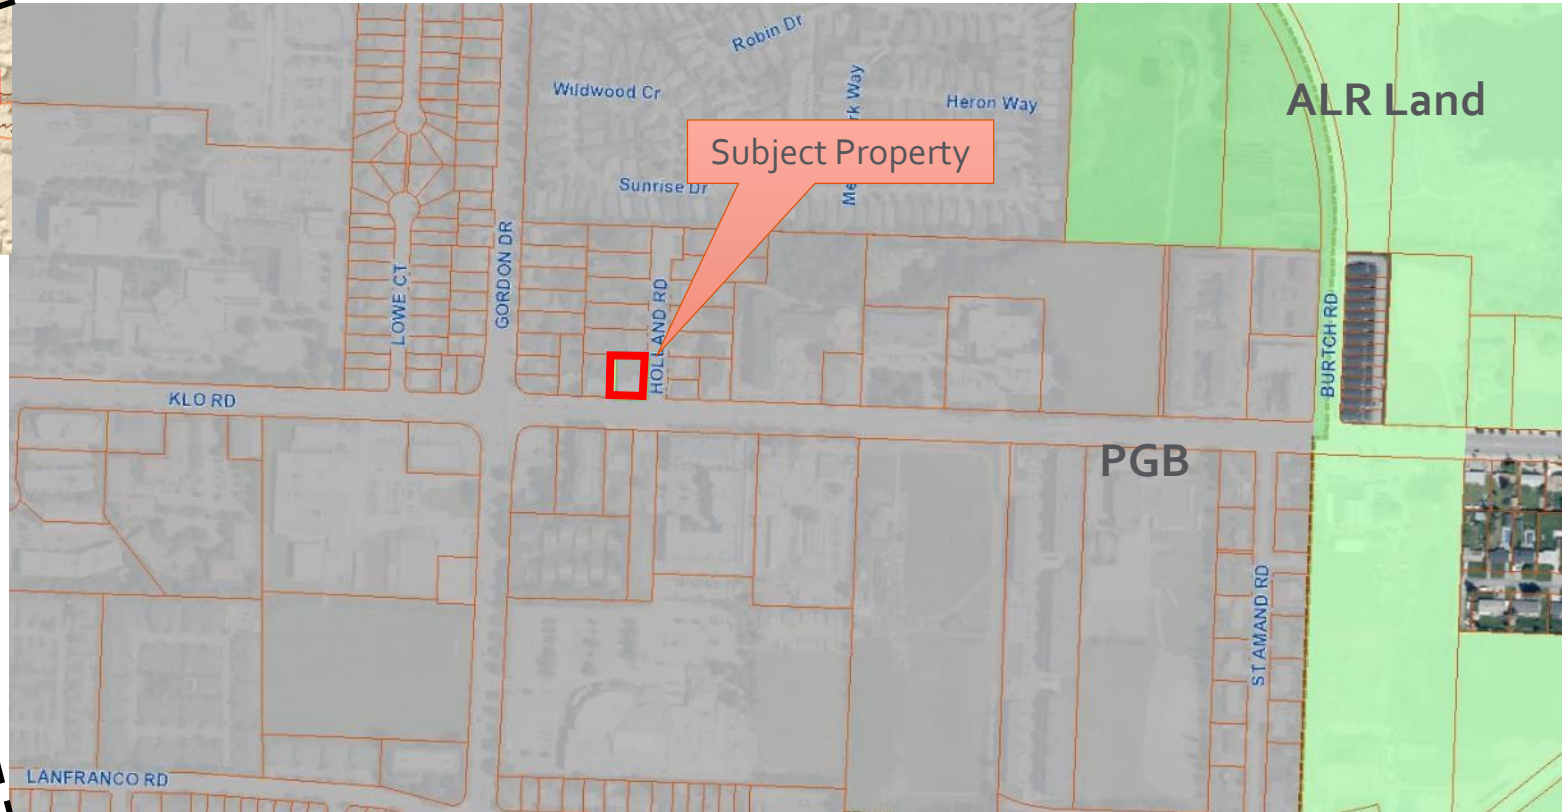 Robin Dr
Wildwood Cr
Heron Way
ALR Land
Subject Property
Sunrise Dr
LOWE CT
GORDON DR
HOLLAND RD
BURTCH RD
KLO RD
PGB
ST AMAND RD
LANFRANCO RD